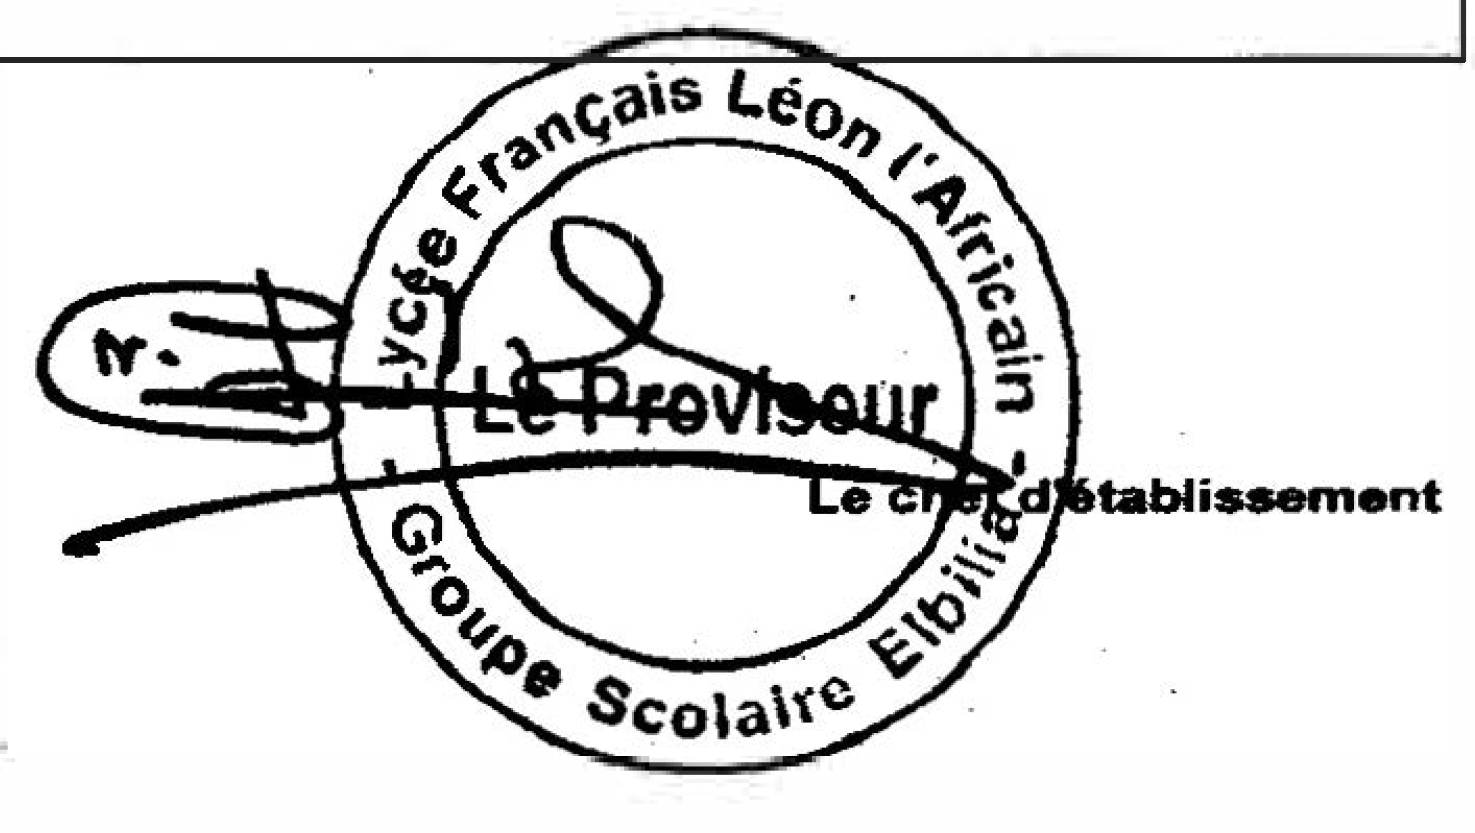 Lycée Français Léon l'Africain
Le Proviseur
Le chef d'établissement
- Groupe Scolaire Elbilia -